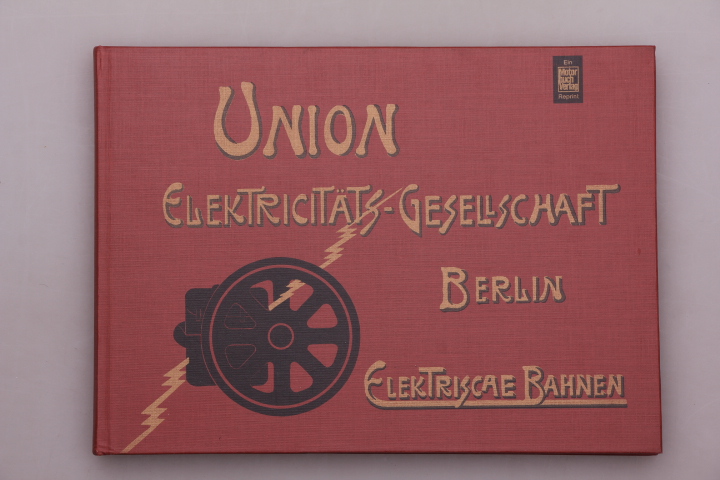 Ein
Motor
buch
Verlag
Reprint
UNION
ELEKTRICITÄTS-GESELLSCHAFT
BERLIN
ELEKTRISCHE BAHNEN